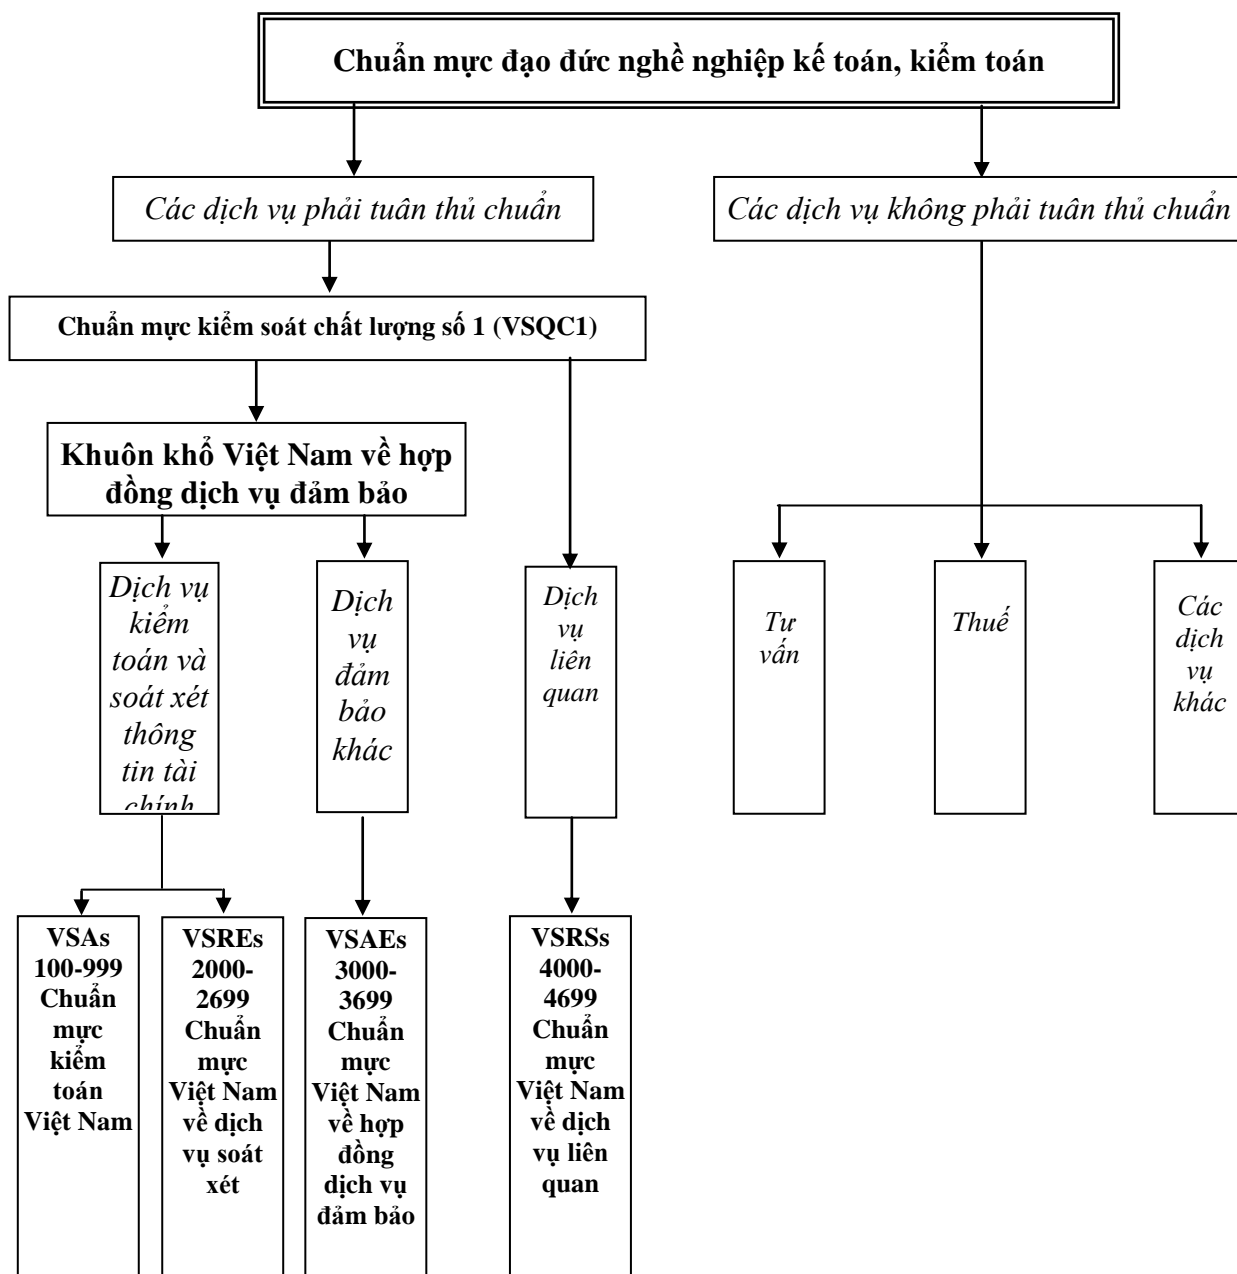 Chuẩn mực đạo đức nghề nghiệp kế toán, kiểm toán
Các dịch vụ phải tuân thủ chuẩn
Các dịch vụ không phải tuân thủ chuẩn
Chuẩn mực kiểm soát chất lượng số 1 (VSQC1)
Khuôn khổ Việt Nam về hợp
đồng dịch vụ đảm bảo
Dịch vụ
kiểm
toán và
soát xét
thông
tin tài
chính
Dịch
vụ
đảm
bảo
khác
Dịch
vụ
liên
quan
Tư
vấn
Thuế
Các
dịch
vụ
khác
VSAs
100-999
Chuẩn
mực
kiểm
toán
Việt Nam
VSREs
2000-
2699
Chuẩn
mực
Việt Nam
về dịch
vụ soát
xét
VSAEs
3000-
3699
Chuẩn
mực
Việt Nam
về hợp
đồng
dịch vụ
đảm bảo
VSRSs
4000-
4699
Chuẩn
mực
Việt Nam
về dịch
vụ liên
quan